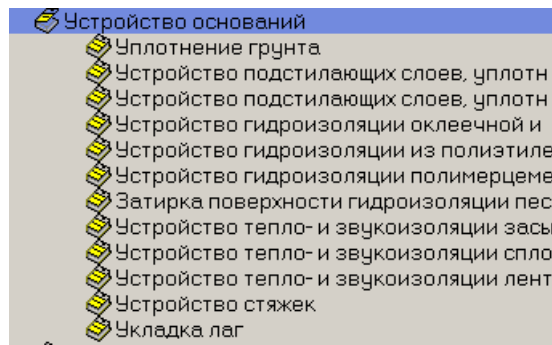 Устройство оснований
Уплотнение грунта
Устройство подстилающих слоев, уплотн
Устройство подстилающих слоев, уплотн
Устройство гидроизоляции оклеечной и
Устройство гидроизоляции из полиэтиле
Устройство гидроизоляции полимерцеме
Затирка поверхности гидроизоляции пес
Устройство тепло- и звукоизоляции засы
Устройство тепло- и звукоизоляции спло
Устройство тепло- и звукоизоляции лент
Устройство стяжек
Укладка лаг